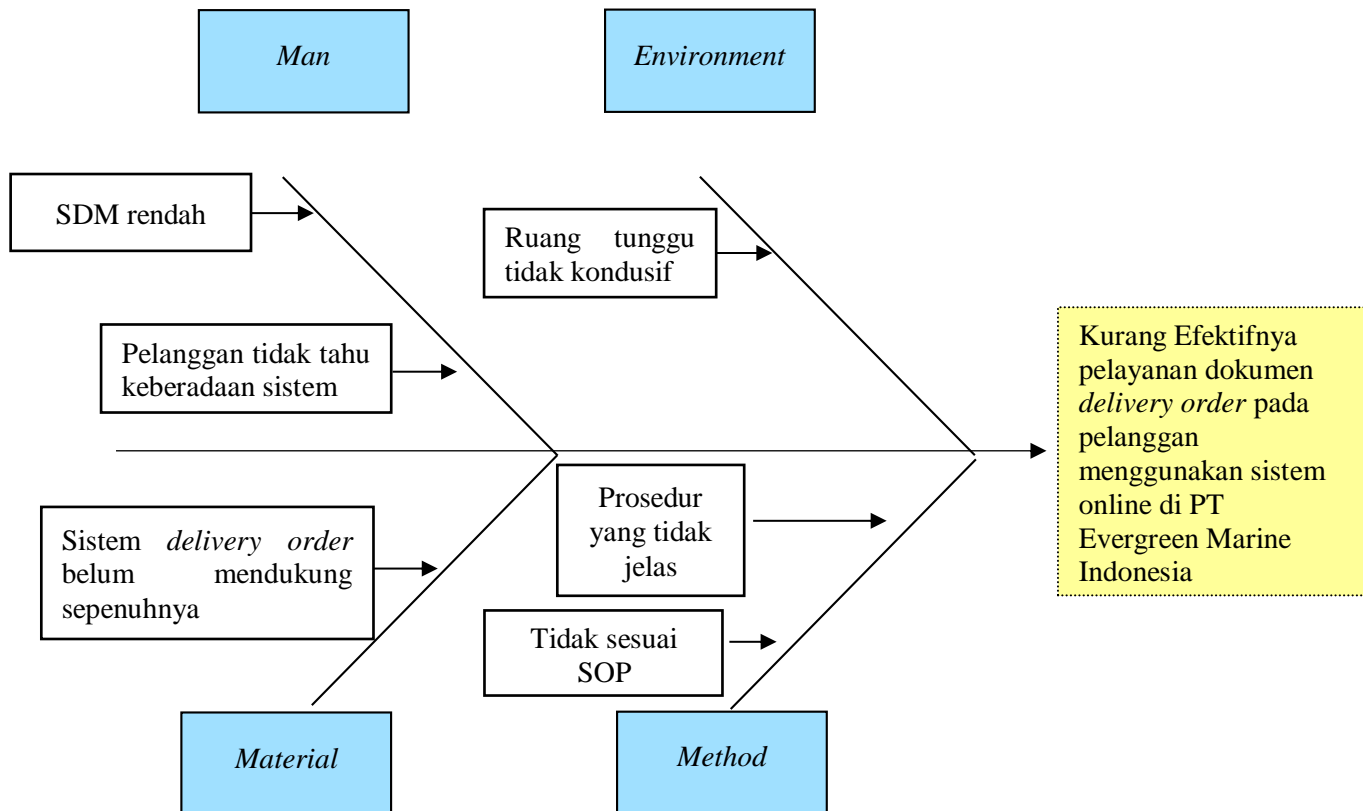 Man
Environment
SDM rendah
Ruang tunggu
tidak kondusif
Pelanggan tidak tahu
keberadaan sistem
Kurang Efektifnya
pelayanan dokumen
delivery order pada
pelanggan
menggunakan sistem
online di PT
Evergreen Marine
Indonesia
Sistem delivery order
belum mendukung
sepenuhnya
Prosedur
yang tidak
jelas
Tidak sesuai
SOP
Material
Method